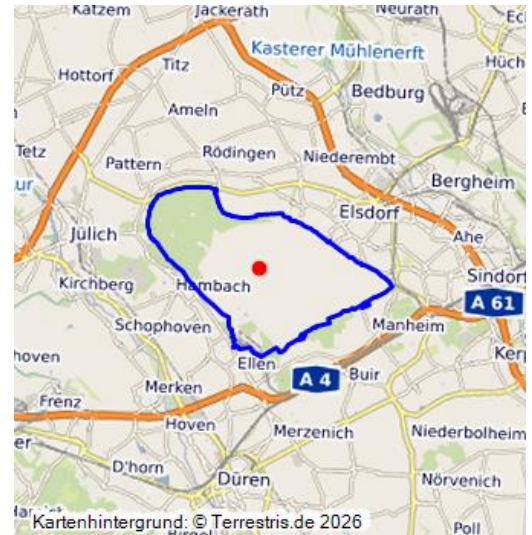 Katzem
Jackerath
Neurath
Kasterer Mühlenerft
Titz
Hottorf
Pütz
Bedburg
Ameln
Tetz
Pattern
Rödingen
Niederembt
Bergheim
Elsdorf
Jülich
Ahe
Sindorf
Hambach
Kirchberg
A 61
Schophoven
Manheim
Ellen
Buir
A 4
Merken
Frenz
Hoven
Merzenich
Niederbolheim
D'horn
Düren
Nörvenich
Kartenhintergrund: © Terrestris.de 2026
Poll